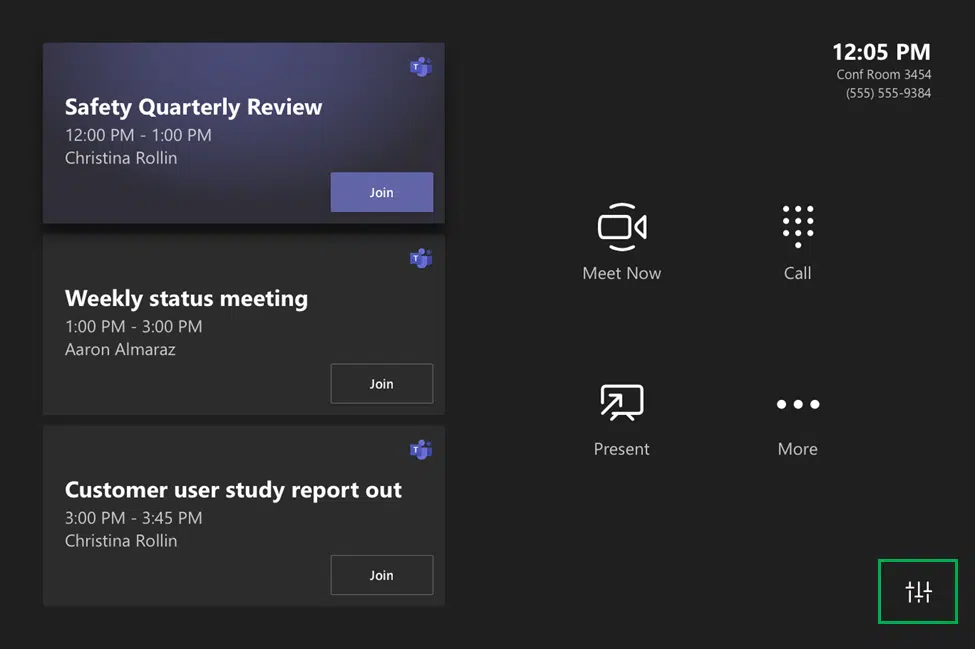 Safety Quarterly Review
12:00 PM - 1:00 PM
Christina Rollin
Join
Weekly status meeting
1:00 PM - 3:00 PM
Aaron Almaraz
Join
Customer user study report out
3:00 PM - 3:45 PM
Christina Rollin
Join
12:05 PM
Conf Room 3454
(555) 555-9384
Meet Now
Call
Present
More